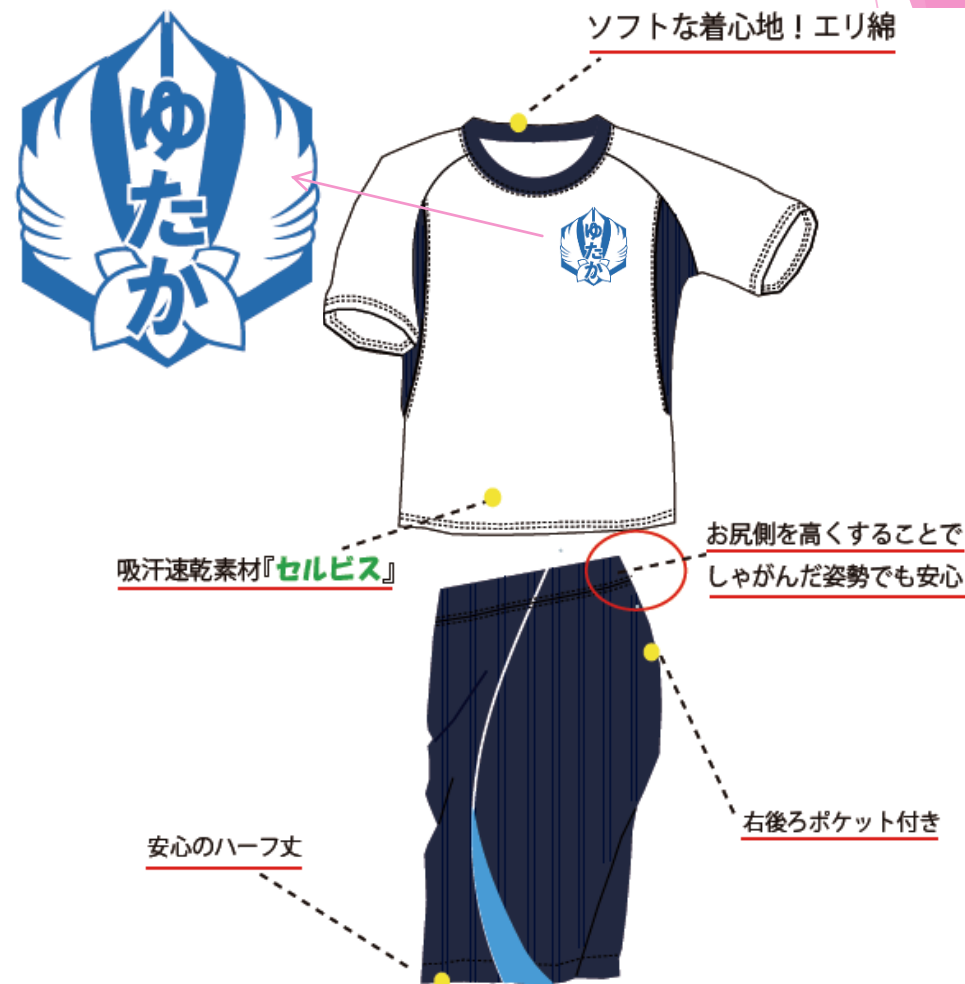 ソフトな着心地！エリ綿
ゆたか
ゆたか
吸汗速乾素材『セルビス』
お尻側を高くすることで
しゃがんだ姿勢でも安心
右後ろポケット付き
安心のハーフ丈